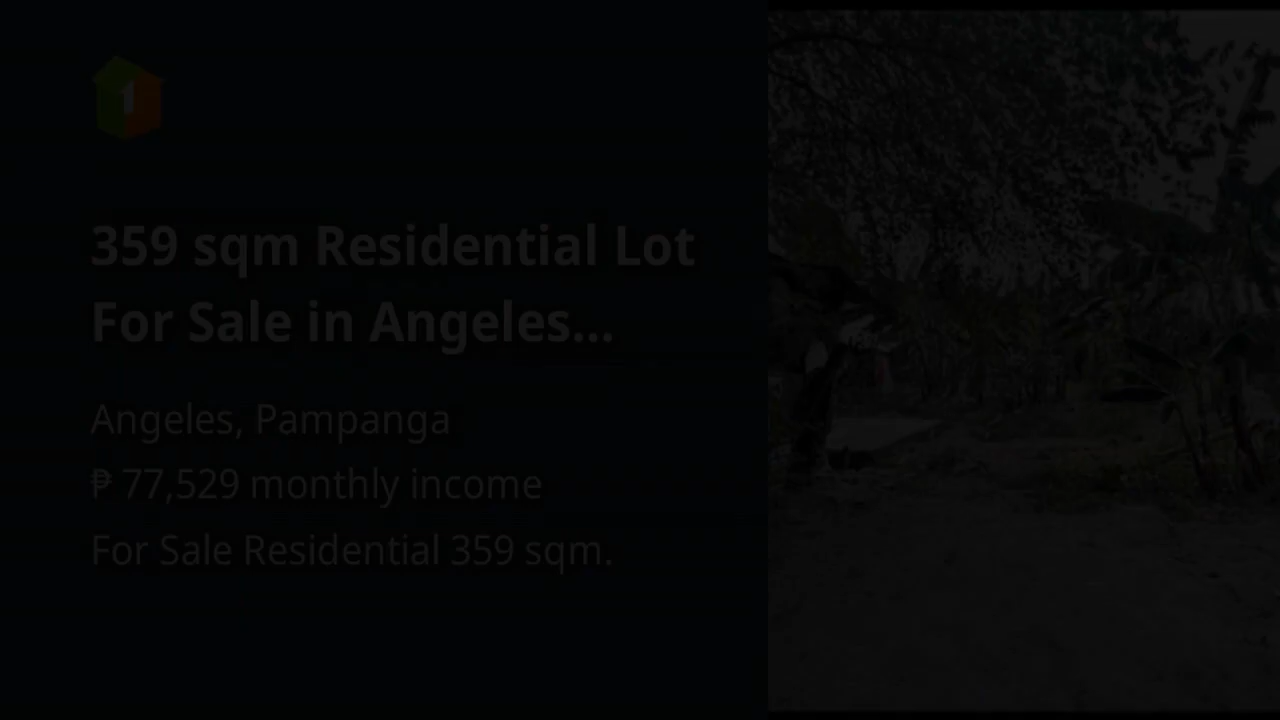 359 sqm Residential Lot
For Sale in Angeles...
Angeles, Pampanga
₱ 77,529 monthly income
For Sale Residential 359 sqm.